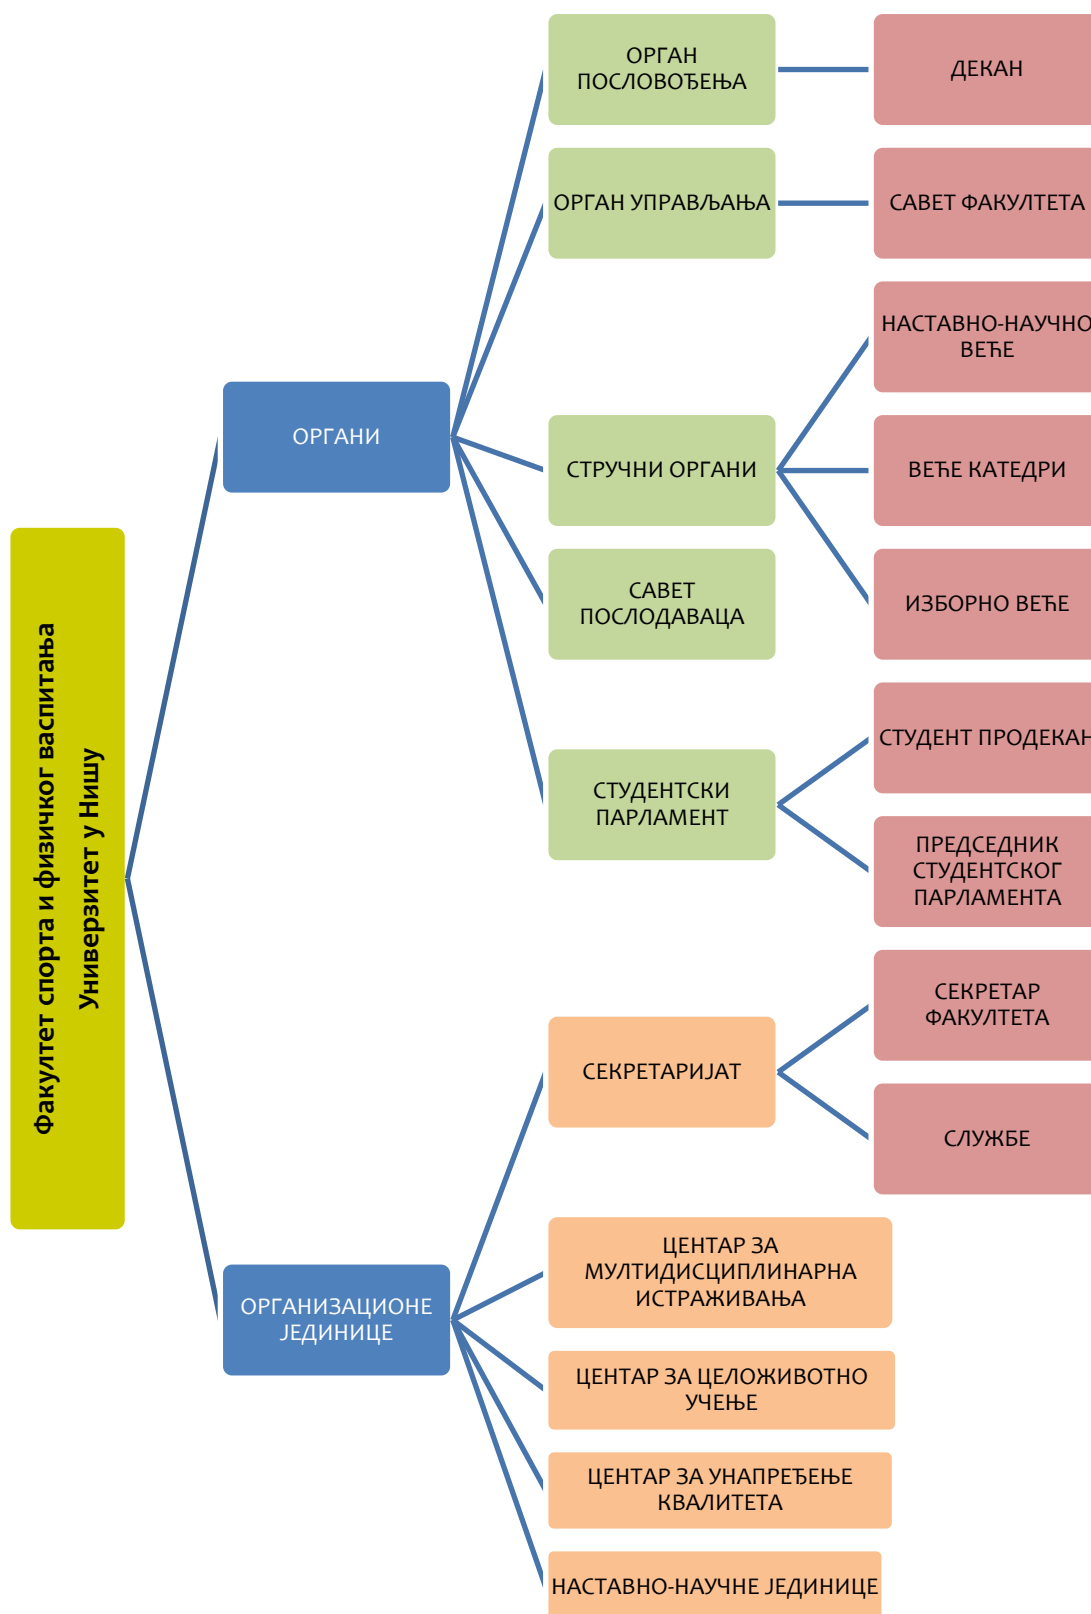 Факултет спорта и физичког васпитања
Универзитет у Нишу
ОРГАНИ
ОРГАН
ПОСЛОВОЂЕЊА
ДЕКАН
ОРГАН УПРАВЉАЊА
САВЕТ ФАКУЛТЕТА
СТРУЧНИ ОРГАНИ
НАСТАВНО-НАУЧНО
ВЕЋЕ
ВЕЋЕ КАТЕДРИ
ИЗБОРНО ВЕЋЕ
САВЕТ
ПОСЛОДАВАЦА
СТУДЕНТСКИ
ПАРЛАМЕНТ
СТУДЕНТ ПРОДЕКАН
ПРЕДСЕДНИК
СТУДЕНТСКОГ
ПАРЛАМЕНТА
ОРГАНИЗАЦИОНЕ
ЈЕДИНИЦЕ
СЕКРЕТАРИЈАТ
СЕКРЕТАР
ФАКУЛТЕТА
СЛУЖБЕ
ЦЕНТАР ЗА
МУЛТИДИСЦИПЛИНАРНА
ИСТРАЖИВАЊА
ЦЕНТАР ЗА ЦЕЛОЖИВОТНО
УЧЕЊЕ
ЦЕНТАР ЗА УНАПРЕЂЕЊЕ
КВАЛИТЕТА
НАСТАВНО-НАУЧНЕ ЈЕДИНИЦЕ